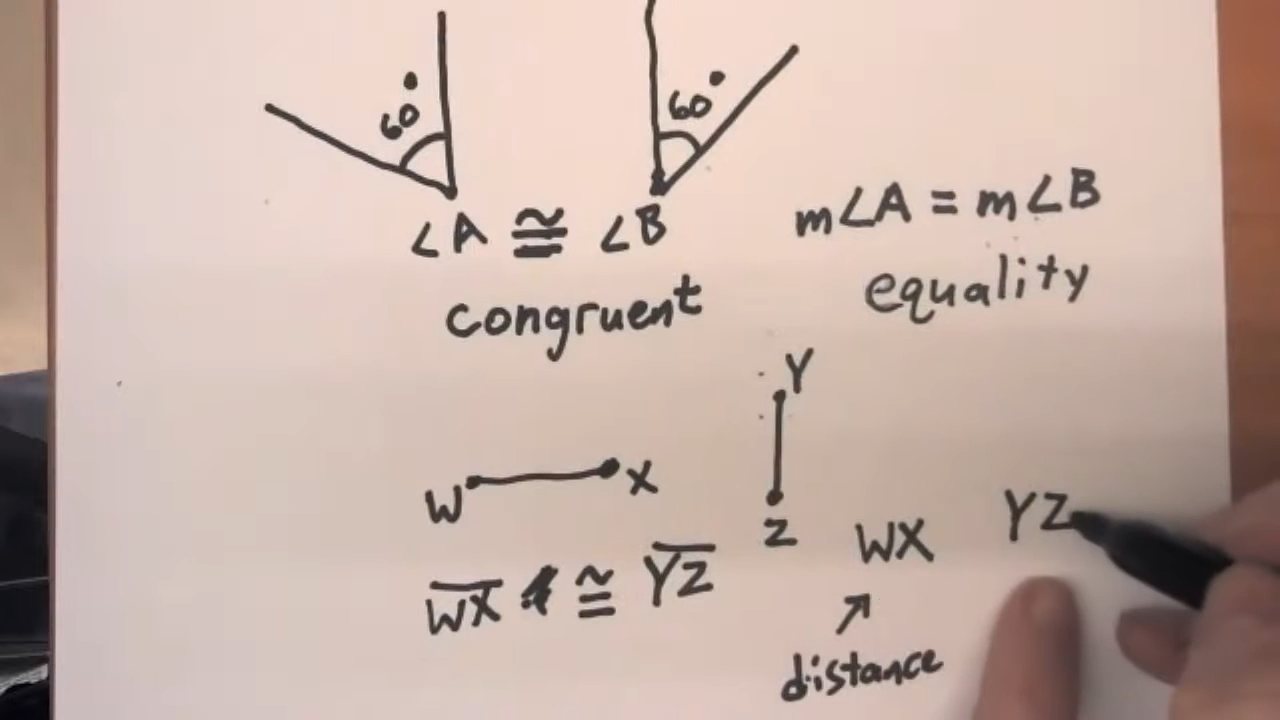 60° 60°
∠A ≅ ∠B
m∠A = m∠B
congruent
equality
Y
W X
Z
WX ≅ YZ
WX YZ
distance